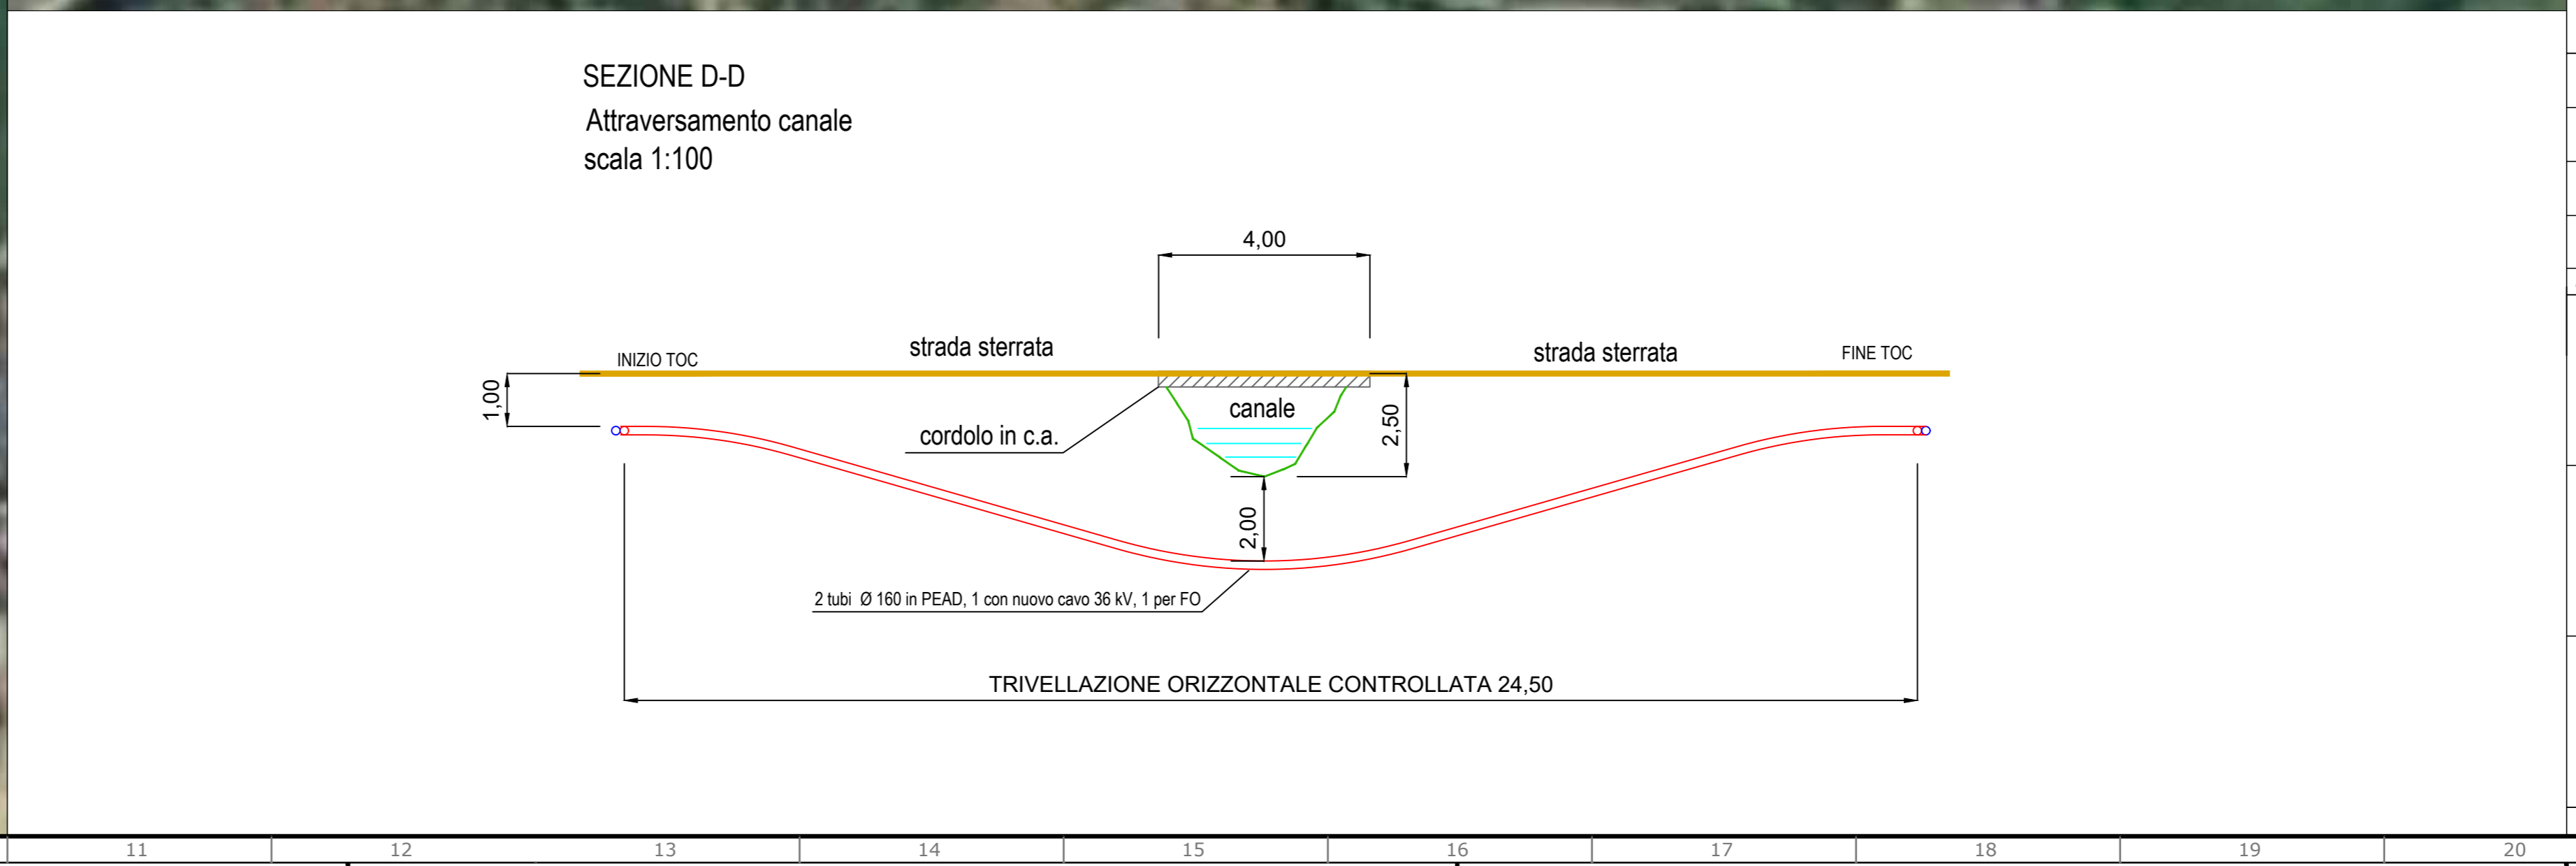 SEZIONE D-D
Attraversamento canale
scala 1:100
4,00
INIZIO TOC
strada sterrata
strada sterrata
FINE TOC
1,00
canale
2,50
cordolo in c.a.
2,00
2 tubi Ø 160 in PEAD, 1 con nuovo cavo 36 kV, 1 per FO
TRIVELLAZIONE ORIZZONTALE CONTROLLATA 24,50
11 12 13 14 15 16 17 18 19 20